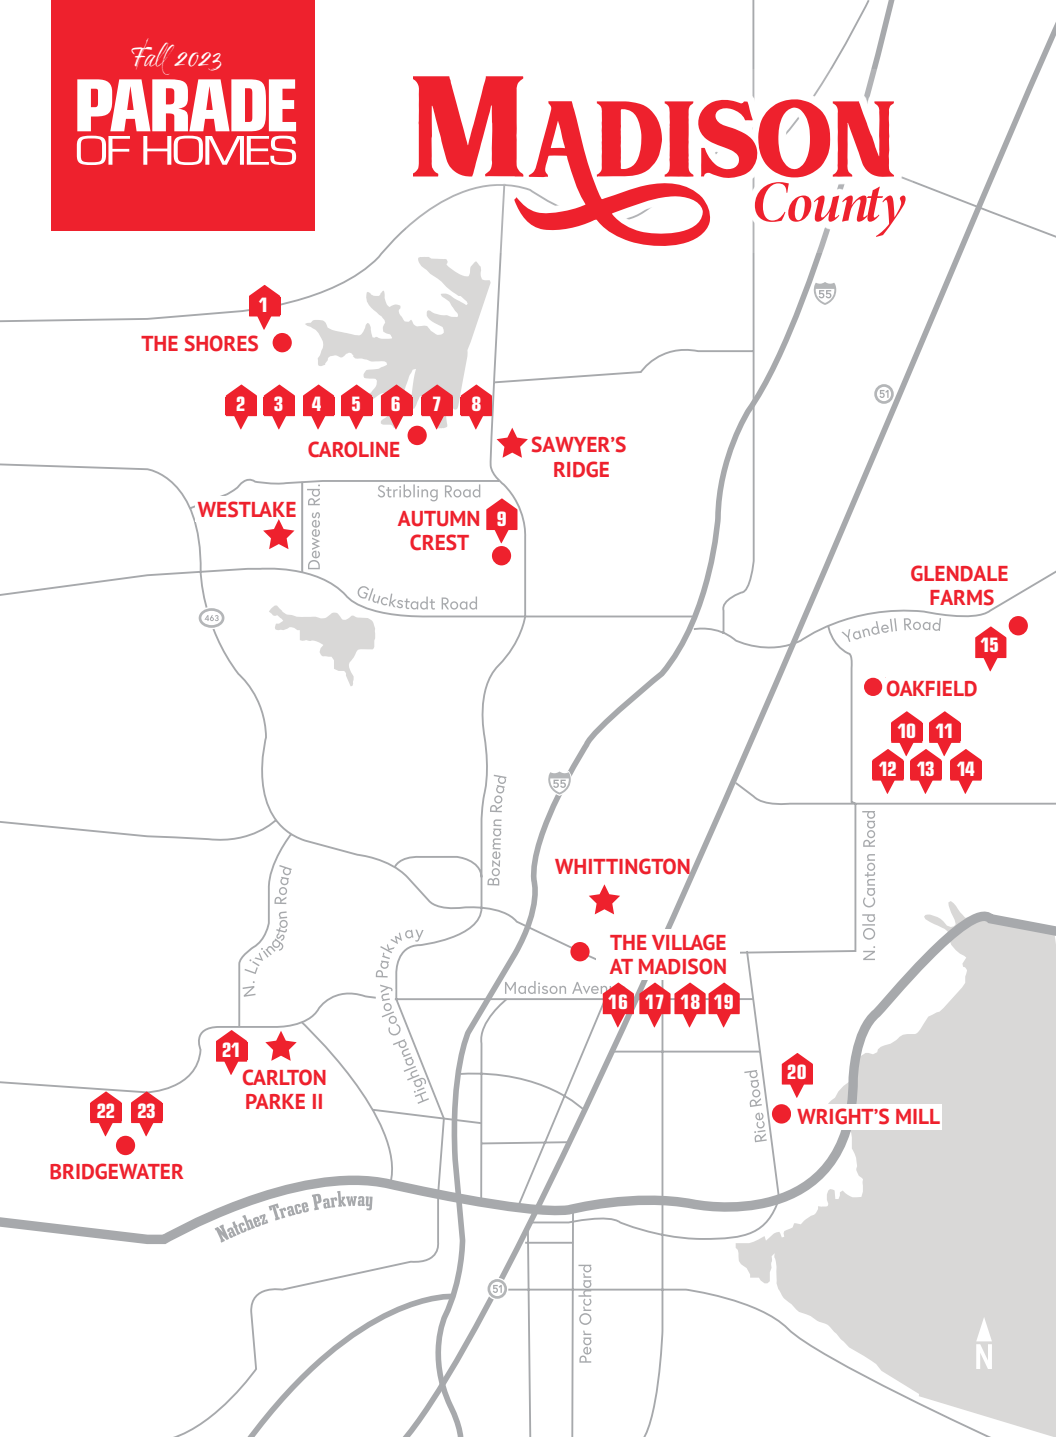 Fall 2023
PARADE
OF HOMES
MADISON
County
55
1
THE SHORES
51
2 3 4 5 6 7 8
CAROLINE
SAWYER'S
RIDGE
Stribling Road
WESTLAKE
Dewees Rd.
AUTUMN
CREST
9
GLENDALE
FARMS
Gluckstadt Road
463
Yandell Road
15
OAKFIELD
10 11
12 13 14
55
Bozeman Road
N. Old Canton Road
WHITTINGTON
N. Livingston Road
Highland Colony Parkway
THE VILLAGE
AT MADISON
Madison Aven
16 17 18 19
21
CARLTON
PARKE II
20
Rice Road
WRIGHT'S MILL
22 23
BRIDGEWATER
Natchez Trace Parkway
51
Pear Orchard
N